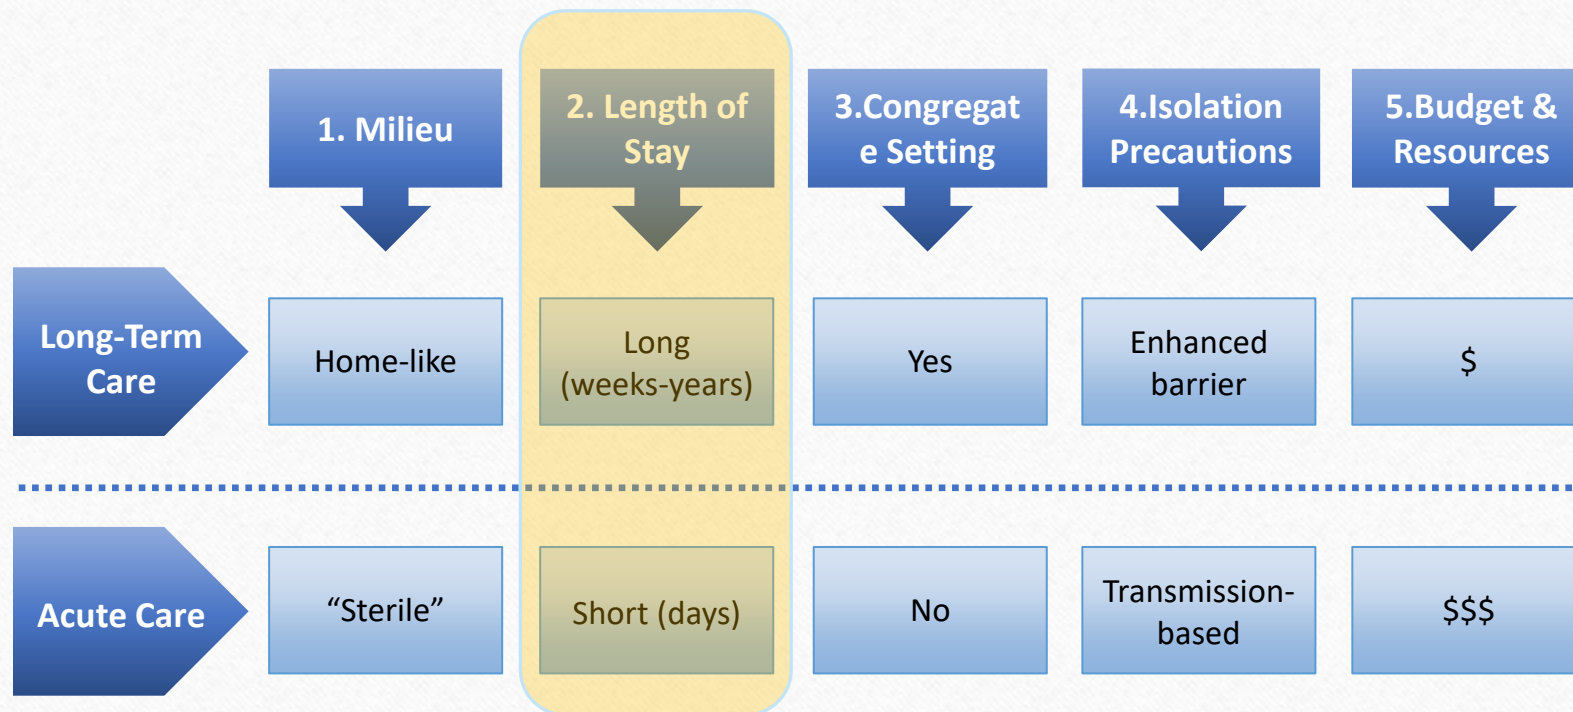 1. Milieu
2. Length of
Stay
3.Congregat
e Setting
4.Isolation
Precautions
5.Budget &
Resources
Long-Term
Care
Home-like
Long
(weeks-years)
Yes
Enhanced
barrier
$
Acute Care
“Sterile”
Short (days)
No
Transmission-
based
$$$